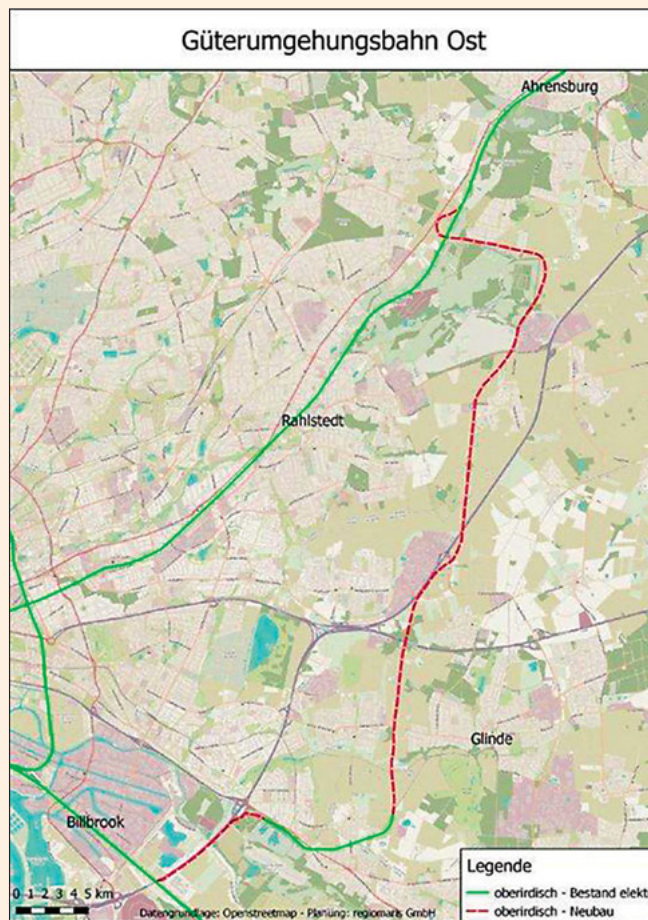 Güterumgehungsbahn Ost
Ahrensburg
Rahlstedt
Glinde
Billbrook
0 1 2 3 4 5 km
Datengrundlage: Openstreetmap - Planung: regiomaris GmbH
Legende
oberirdisch - Bestand elekt
oberirdisch - Neubau